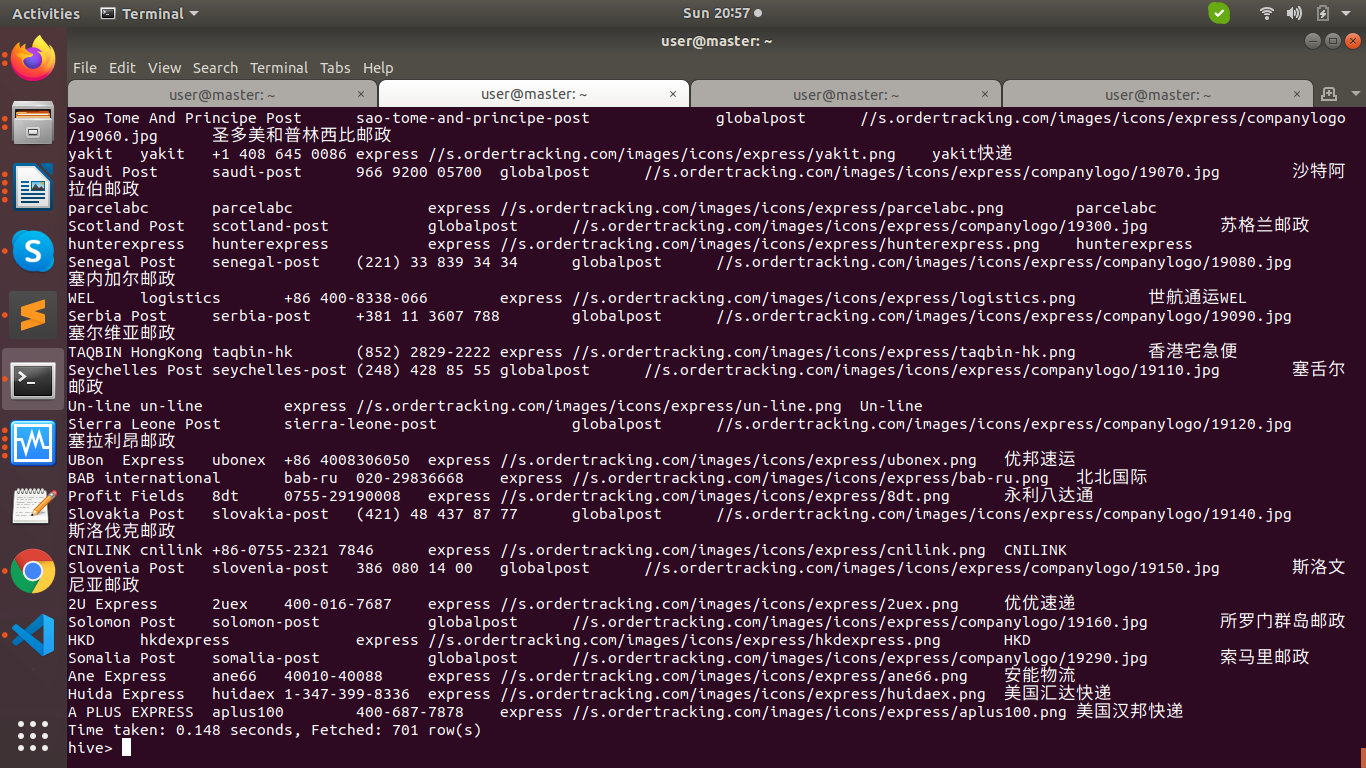 Activities Terminal Sun 20:57
user@master: ~
File Edit View Search Terminal Tabs Help
user@master: ~ × user@master: ~ × user@master: ~ × user@master: ~ ×
Sao Tome And Principe Post sao-tome-and-principe-post globalpost //s.ordertracking.com/images/icons/express/companylogo
/19060.jpg 圣多美和普林西比邮政
yakit yakit +1 408 645 0086 express //s.ordertracking.com/images/icons/express/yakit.png yakit快递
Saudi Post saudi-post 966 9200 05700 globalpost //s.ordertracking.com/images/icons/express/companylogo/19070.jpg 沙特阿
拉伯邮政
parcelabc parcelabc express //s.ordertracking.com/images/icons/express/parcelabc.png parcelabc
Scotland Post scotland-post globalpost //s.ordertracking.com/images/icons/express/companylogo/19300.jpg 苏格兰邮政
hunterexpress hunterexpress express //s.ordertracking.com/images/icons/express/hunterexpress.png hunterexpress
Senegal Post senegal-post (221) 33 839 34 34 globalpost //s.ordertracking.com/images/icons/express/companylogo/19080.jpg
塞内加尔邮政
WEL logistics +86 400-8338-066 express //s.ordertracking.com/images/icons/express/logistics.png 世航通运WEL
Serbia Post serbia-post +381 11 3607 788 globalpost //s.ordertracking.com/images/icons/express/companylogo/19090.jpg
塞尔维亚邮政
TAQBIN HongKong taqbin-hk (852) 2829-2222 express //s.ordertracking.com/images/icons/express/taqbin-hk.png 香港宅急便
Seychelles Post seychelles-post (248) 428 85 55 globalpost //s.ordertracking.com/images/icons/express/companylogo/19110.jpg 塞舌尔
邮政
Un-line un-line express //s.ordertracking.com/images/icons/express/un-line.png Un-line
Sierra Leone Post sierra-leone-post globalpost //s.ordertracking.com/images/icons/express/companylogo/19120.jpg
塞拉利昂邮政
UBon Express ubonex +86 4008306050 express //s.ordertracking.com/images/icons/express/ubonex.png 优邦速运
BAB international bab-ru 020-29836668 express //s.ordertracking.com/images/icons/express/bab-ru.png 北北国际
Profit Fields 8dt 0755-29190008 express //s.ordertracking.com/images/icons/express/8dt.png 永利八达通
Slovakia Post slovakia-post (421) 48 437 87 77 globalpost //s.ordertracking.com/images/icons/express/companylogo/19140.jpg
斯洛伐克邮政
CNILINK cnilink +86-0755-2321 7846 express //s.ordertracking.com/images/icons/express/cnilink.png CNILINK
Slovenia Post slovenia-post 386 080 14 00 globalpost //s.ordertracking.com/images/icons/express/companylogo/19150.jpg 斯洛文
尼亚邮政
2U Express 2uex 400-016-7687 express //s.ordertracking.com/images/icons/express/2uex.png 优优速递
Solomon Post solomon-post globalpost //s.ordertracking.com/images/icons/express/companylogo/19160.jpg 所罗门群岛邮政
HKD hkdexpress express //s.ordertracking.com/images/icons/express/hkdexpress.png HKD
Somalia Post somalia-post globalpost //s.ordertracking.com/images/icons/express/companylogo/19290.jpg 索马里邮政
Ane Express ane66 40010-40088 express //s.ordertracking.com/images/icons/express/ane66.png 安能物流
Huida Express huidaex 1-347-399-8336 express //s.ordertracking.com/images/icons/express/huidaex.png 美国汇达快递
A PLUS EXPRESS aplus100 400-687-7878 express //s.ordertracking.com/images/icons/express/aplus100.png 美国汉邦快递
Time taken: 0.148 seconds, Fetched: 701 row(s)
hive>